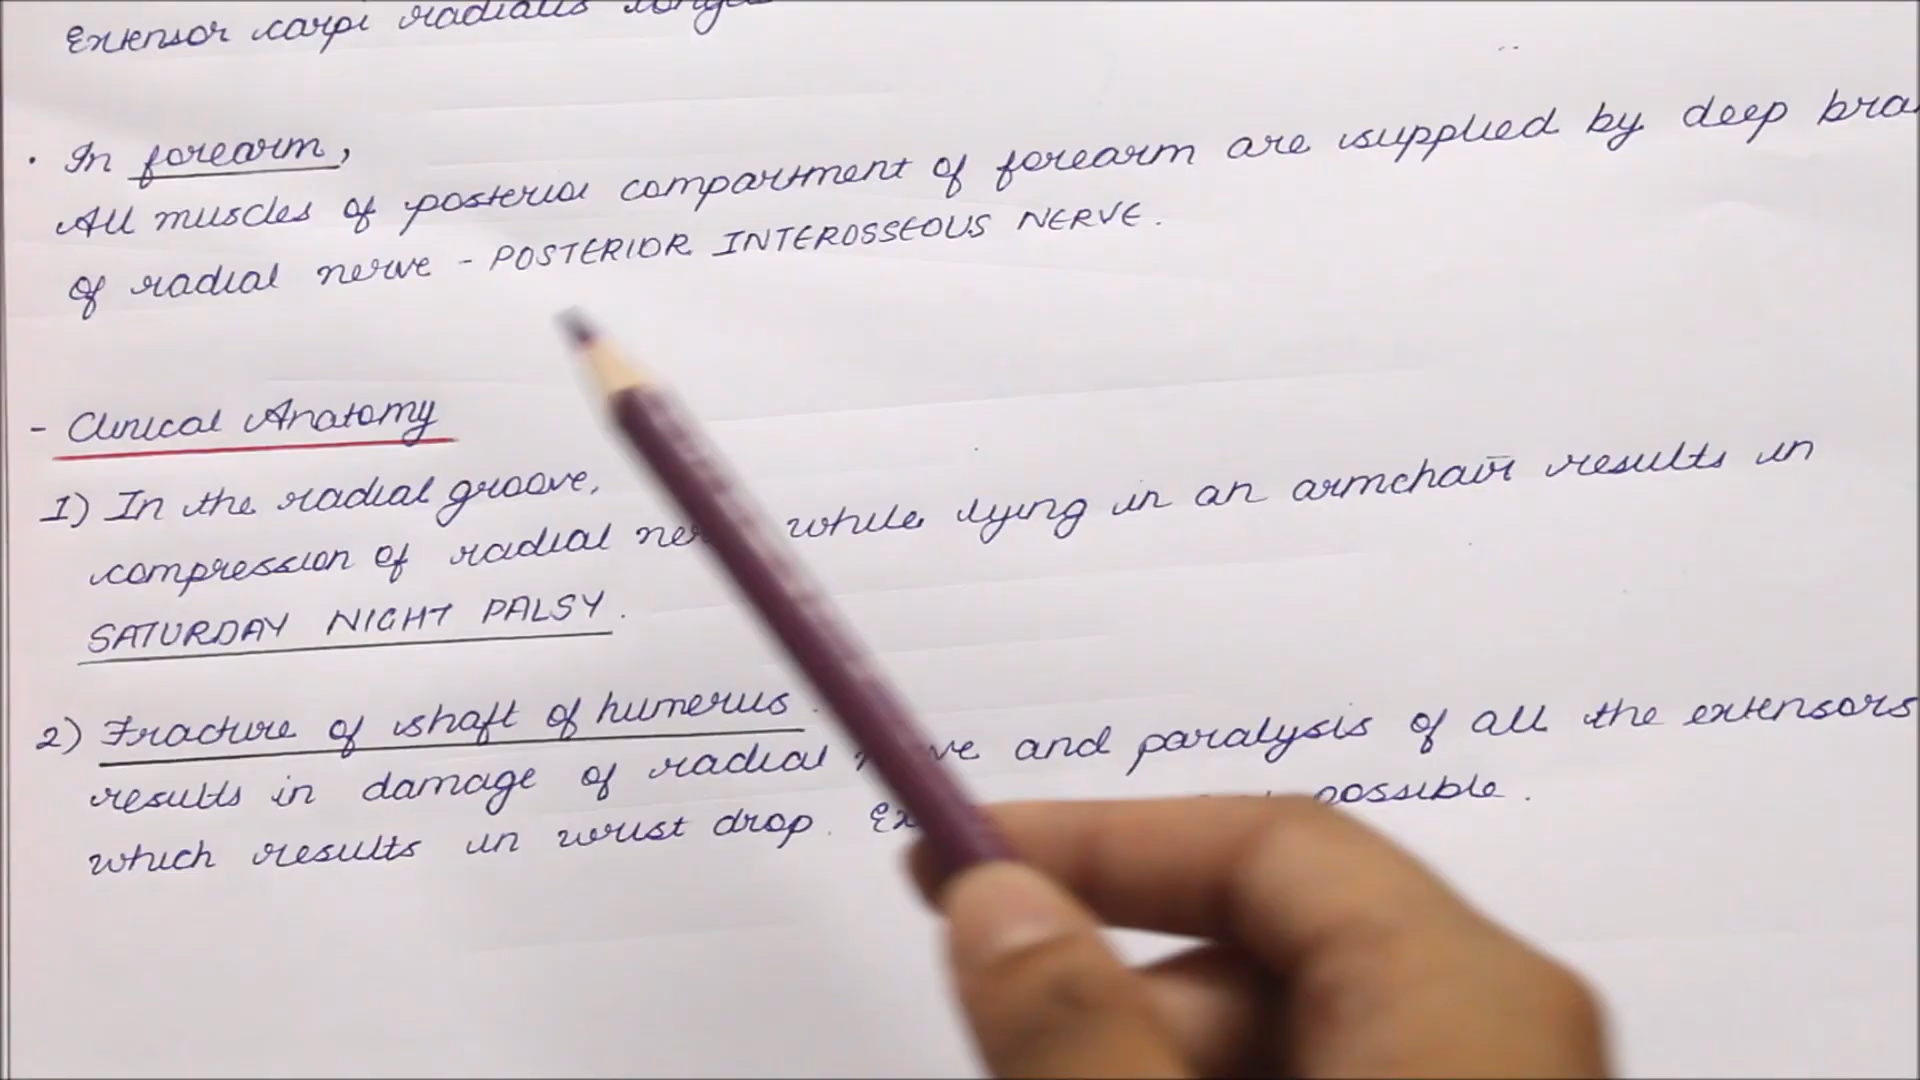 Extensor carpi radialis
· In forearm,
All muscles of posterior compartment of forearm are supplied by deep
of radial nerve - POSTERIOR INTEROSSEOUS NERVE.
- Clinical Anatomy
1) In the radial groove,
compression of radial while lying in an armchair results in
SATURDAY NIGHT PALSY.
2) Fracture of shaft of humerus.
results in damage of radial and paralysis of all the extensors
which results in wrist drop. possible.